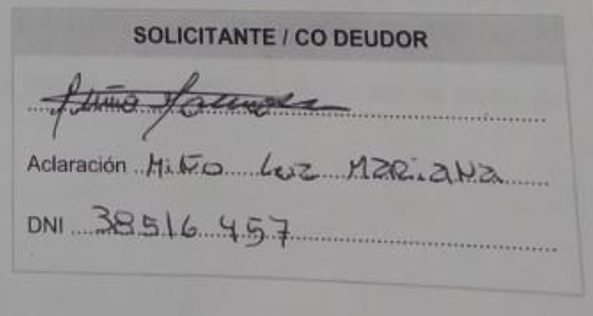 SOLICITANTE / CO DEUDOR
Aclaración Miño Luz MARiaNa
DNI 38516457